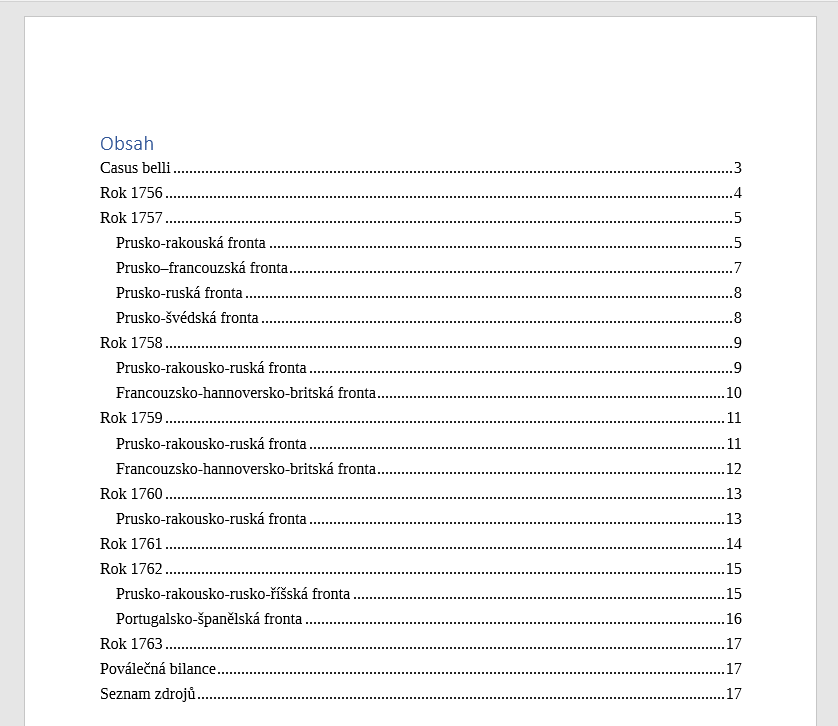 Obsah
Casus belli ........ 3
Rok 1756 ........ 4
Rok 1757 ........ 5
Prusko-rakouská fronta ........ 5
Prusko–francouzská fronta ........ 7
Prusko-ruská fronta ........ 8
Prusko-švédská fronta ........ 8
Rok 1758 ........ 9
Prusko-rakousko-ruská fronta ........ 9
Francouzsko-hannoversko-britská fronta ........ 10
Rok 1759 ........ 11
Prusko-rakousko-ruská fronta ........ 11
Francouzsko-hannoversko-britská fronta ........ 12
Rok 1760 ........ 13
Prusko-rakousko-ruská fronta ........ 13
Rok 1761 ........ 14
Rok 1762 ........ 15
Prusko-rakousko-rusko-říšská fronta ........ 15
Portugalsko-španělská fronta ........ 16
Rok 1763 ........ 17
Poválečná bilance ........ 17
Seznam zdrojů ........ 17